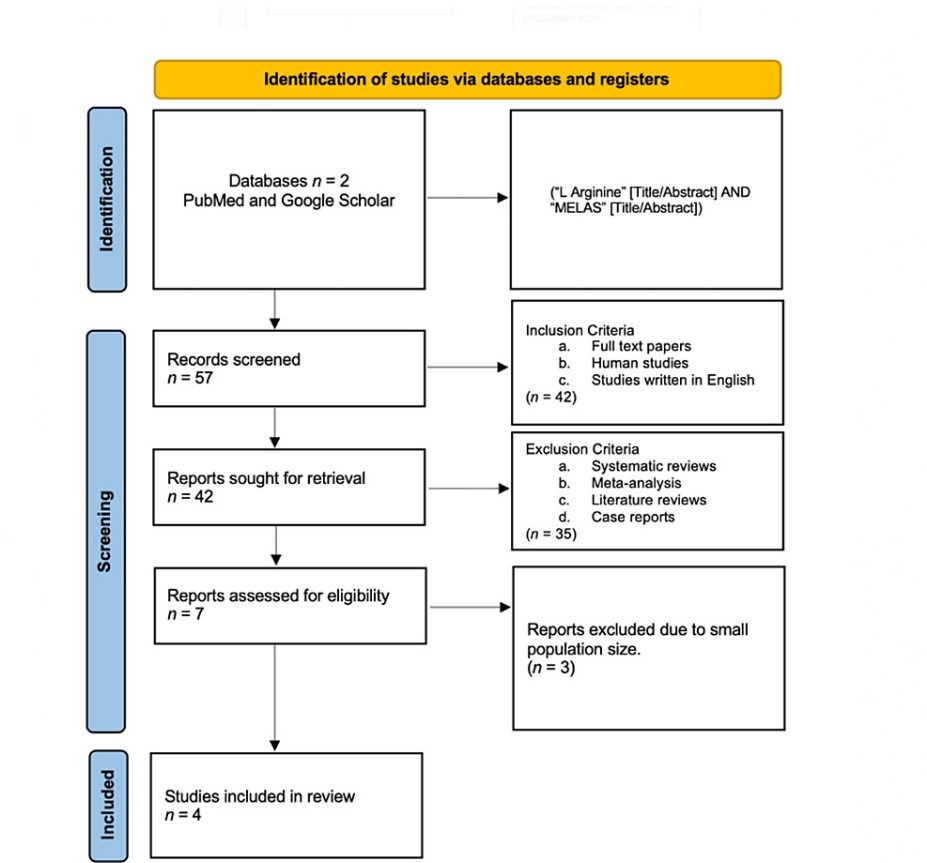 population size.
Identification of studies via databases and registers
Identification
Databases n = 2
PubMed and Google Scholar
(“L Arginine” [Title/Abstract] AND
“MELAS” [Title/Abstract])
Screening
Records screened
n = 57
Inclusion Criteria
a. Full text papers
b. Human studies
c. Studies written in English
(n = 42)
Reports sought for retrieval
n = 42
Exclusion Criteria
a. Systematic reviews
b. Meta-analysis
c. Literature reviews
d. Case reports
(n = 35)
Reports assessed for eligibility
n = 7
Reports excluded due to small
population size.
(n = 3)
Included
Studies included in review
n = 4